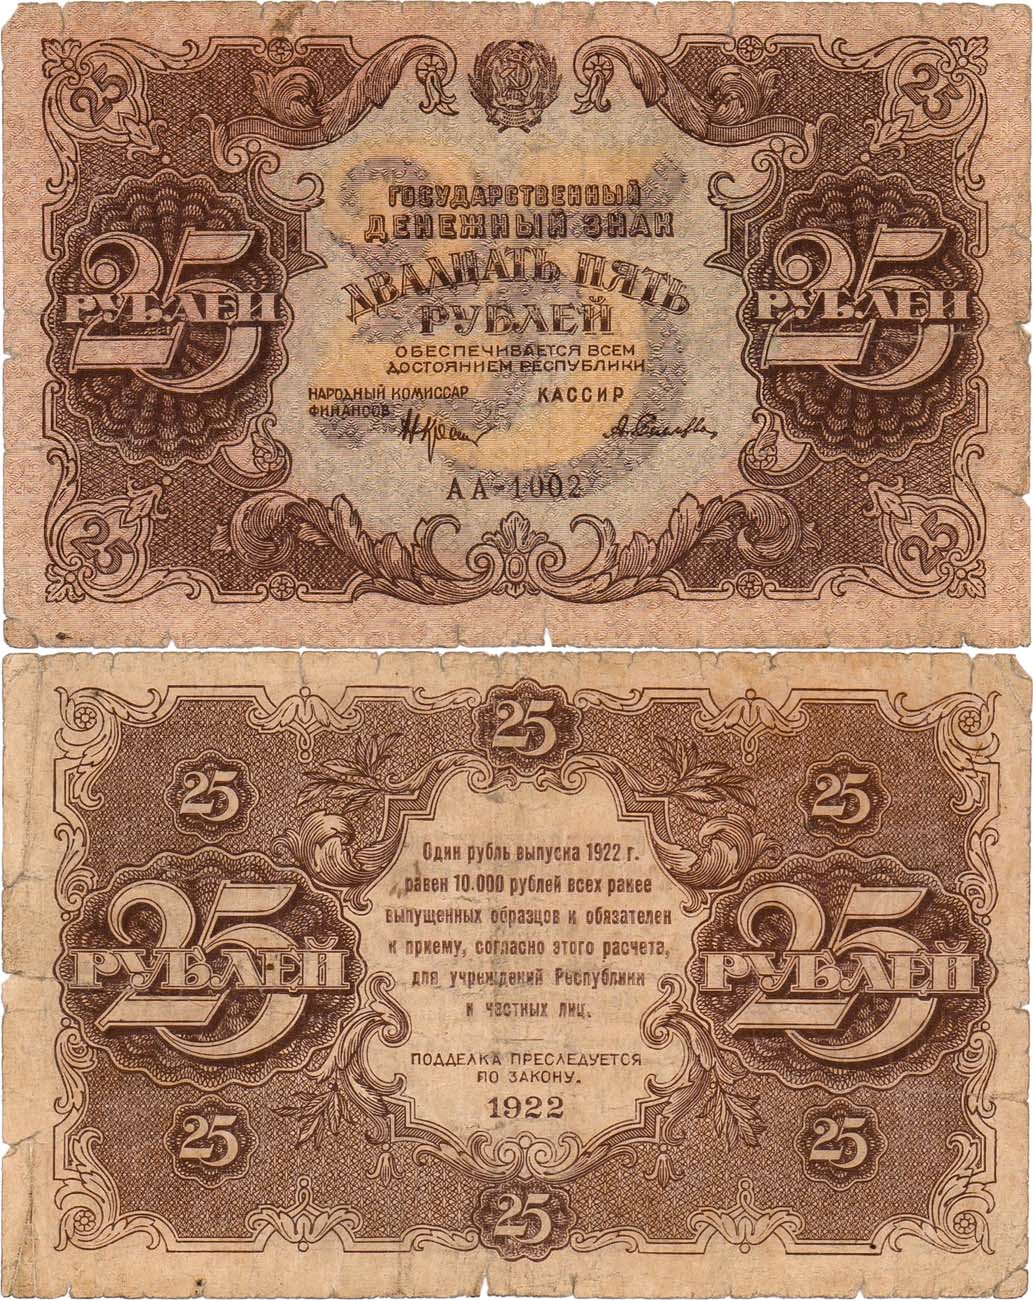 25
25
ГОСУДАРСТВЕННЫЙ
ДЕНЕЖНЫЙ ЗНАК
ДВАДЦАТЬ ПЯТЬ
РУБЛЕЙ
25
РУБЛЕЙ
25
РУБЛЕЙ
ОБЕСПЕЧИВАЕТСЯ ВСЕМ
ДОСТОЯНИЕМ РЕСПУБЛИКИ
НАРОДНЫЙ КОМИССАР
ФИНАНСОВ
КАССИР
АА-1002
25
25
25
25
25
Один рубль выпуска 1922 г.
равен 10.000 рублей всех ранее
выпущенных образцов и обязателен
к приему, согласно этого расчета,
для учреждений Республики
и частных лиц.
25
РУБЛЕЙ
25
РУБЛЕЙ
ПОДДЕЛКА ПРЕСЛЕДУЕТСЯ
ПО ЗАКОНУ.
1922
25
25
25